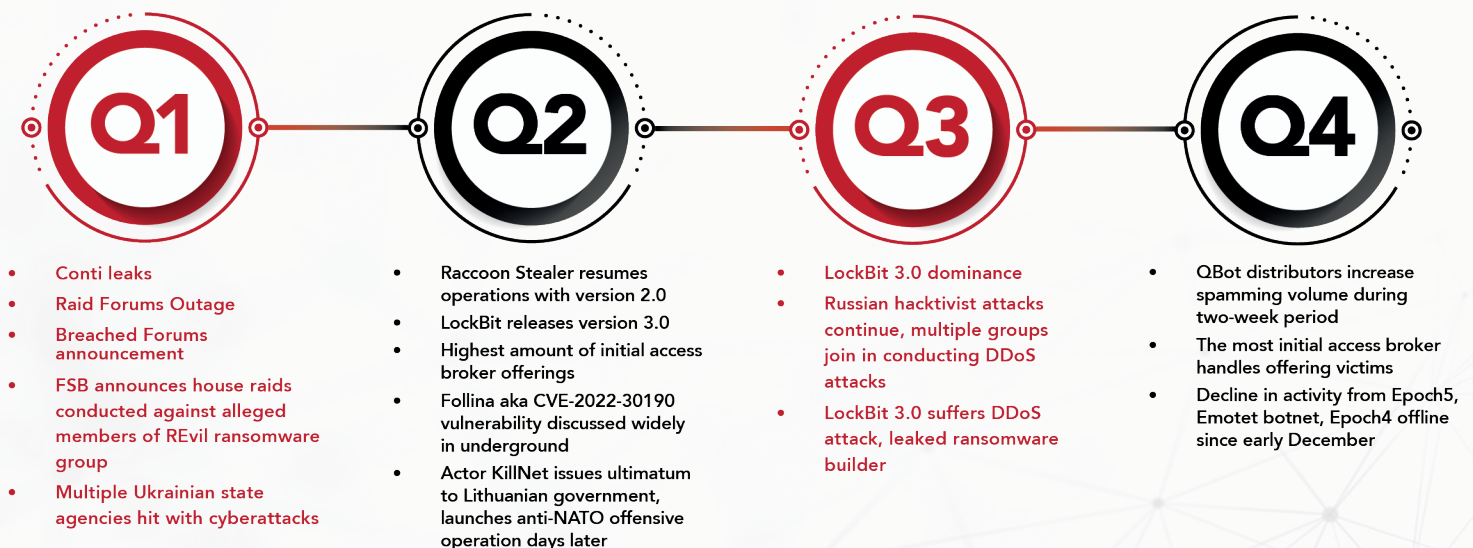 Q1
Q2
Q3
Q4
• Conti leaks
• Raid Forums Outage
• Breached Forums
announcement
• FSB announces house raids
conducted against alleged
members of REvil ransomware
group
• Multiple Ukrainian state
agencies hit with cyberattacks
• Raccoon Stealer resumes
operations with version 2.0
• LockBit releases version 3.0
• Highest amount of initial access
broker offerings
• Follina aka CVE-2022-30190
vulnerability discussed widely
in underground
• Actor KillNet issues ultimatum
to Lithuanian government,
launches anti-NATO offensive
operation days later
• LockBit 3.0 dominance
• Russian hacktivist attacks
continue, multiple groups
join in conducting DDoS
attacks
• LockBit 3.0 suffers DDoS
attack, leaked ransomware
builder
• QBot distributors increase
spamming volume during
two-week period
• The most initial access broker
handles offering victims
• Decline in activity from Epoch5,
Emotet botnet, Epoch4 offline
since early December